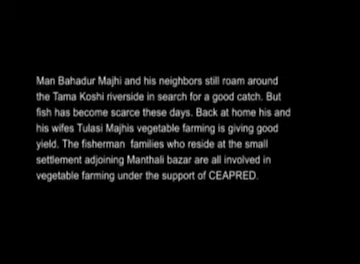 Man Bahadur Majhi and his neighbors still roam around
the Tama Koshi riverside in search for a good catch. But
fish has become scarce these days. Back at home his and
his wifes Tulasi Majhis vegetable farming is giving good
yield. The fisherman families who reside at the small
settlement adjoining Manthali bazar are all involved in
vegetable farming under the support of CEAPRED.